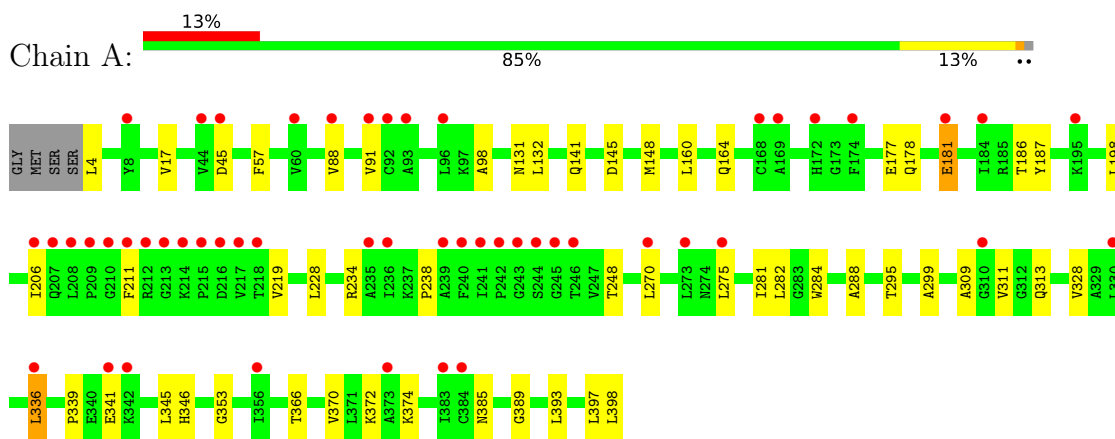 13%
Chain A:
85% 13% ••
GLY MET SER SER L4 Y8 V17 V44 D45 F57 V60 V88 V91 C92 A93 L96 K97 A98 N131 L132 Q141 D145 M148 L160 Q164 C168 A169 H172 G173 F174 E177 Q178 E181 I184 R185 T186 Y187 K195 L198
I206 Q207 L208 P209 G210 F211 R212 G213 K214 P215 D216 V217 T218 V219 L228 R234 A235 I236 K237 P238 A239 F240 I241 P242 G243 S244 G245 T246 V247 T248 L270 L273 N274 L275 I281 L282 G283 W284 A288 T295 A299 A309 G310 V311 G312 Q313 V328 A329 L330
L336 P339 E340 E341 K342 L345 H346 G353 I356 T366 V370 L371 K372 A373 K374 I383 C384 N385 G389 L393 L397 L398